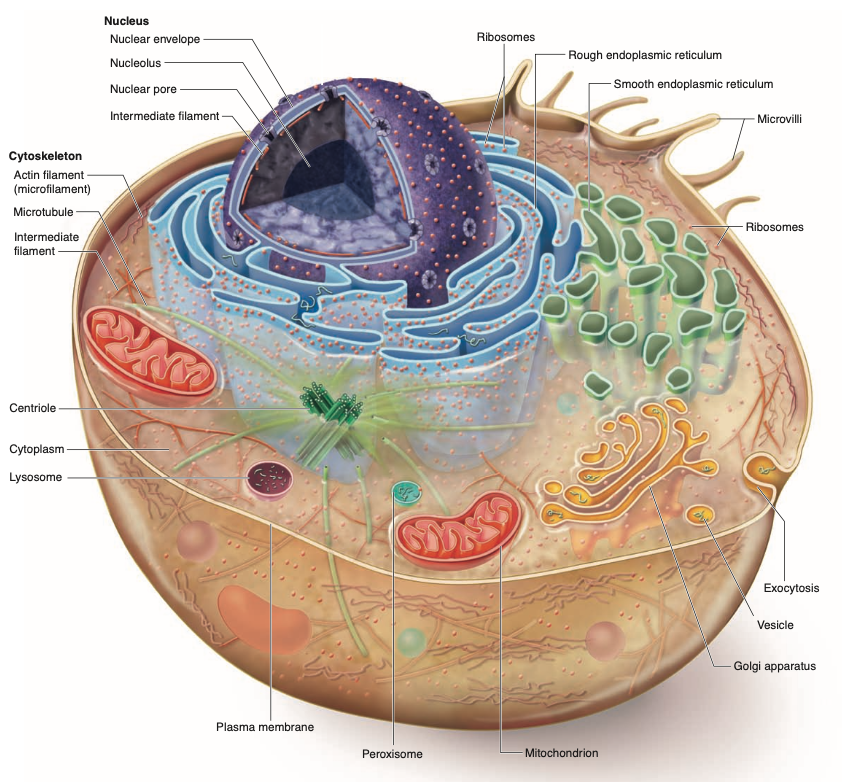 Nucleus
Nuclear envelope
Nucleolus
Nuclear pore
Intermediate filament
Ribosomes
Rough endoplasmic reticulum
Smooth endoplasmic reticulum
Microvilli
Cytoskeleton
Actin filament
(microfilament)
Microtubule
Intermediate
filament
Ribosomes
Centriole
Cytoplasm
Lysosome
Exocytosis
Vesicle
Golgi apparatus
Plasma membrane
Peroxisome
Mitochondrion